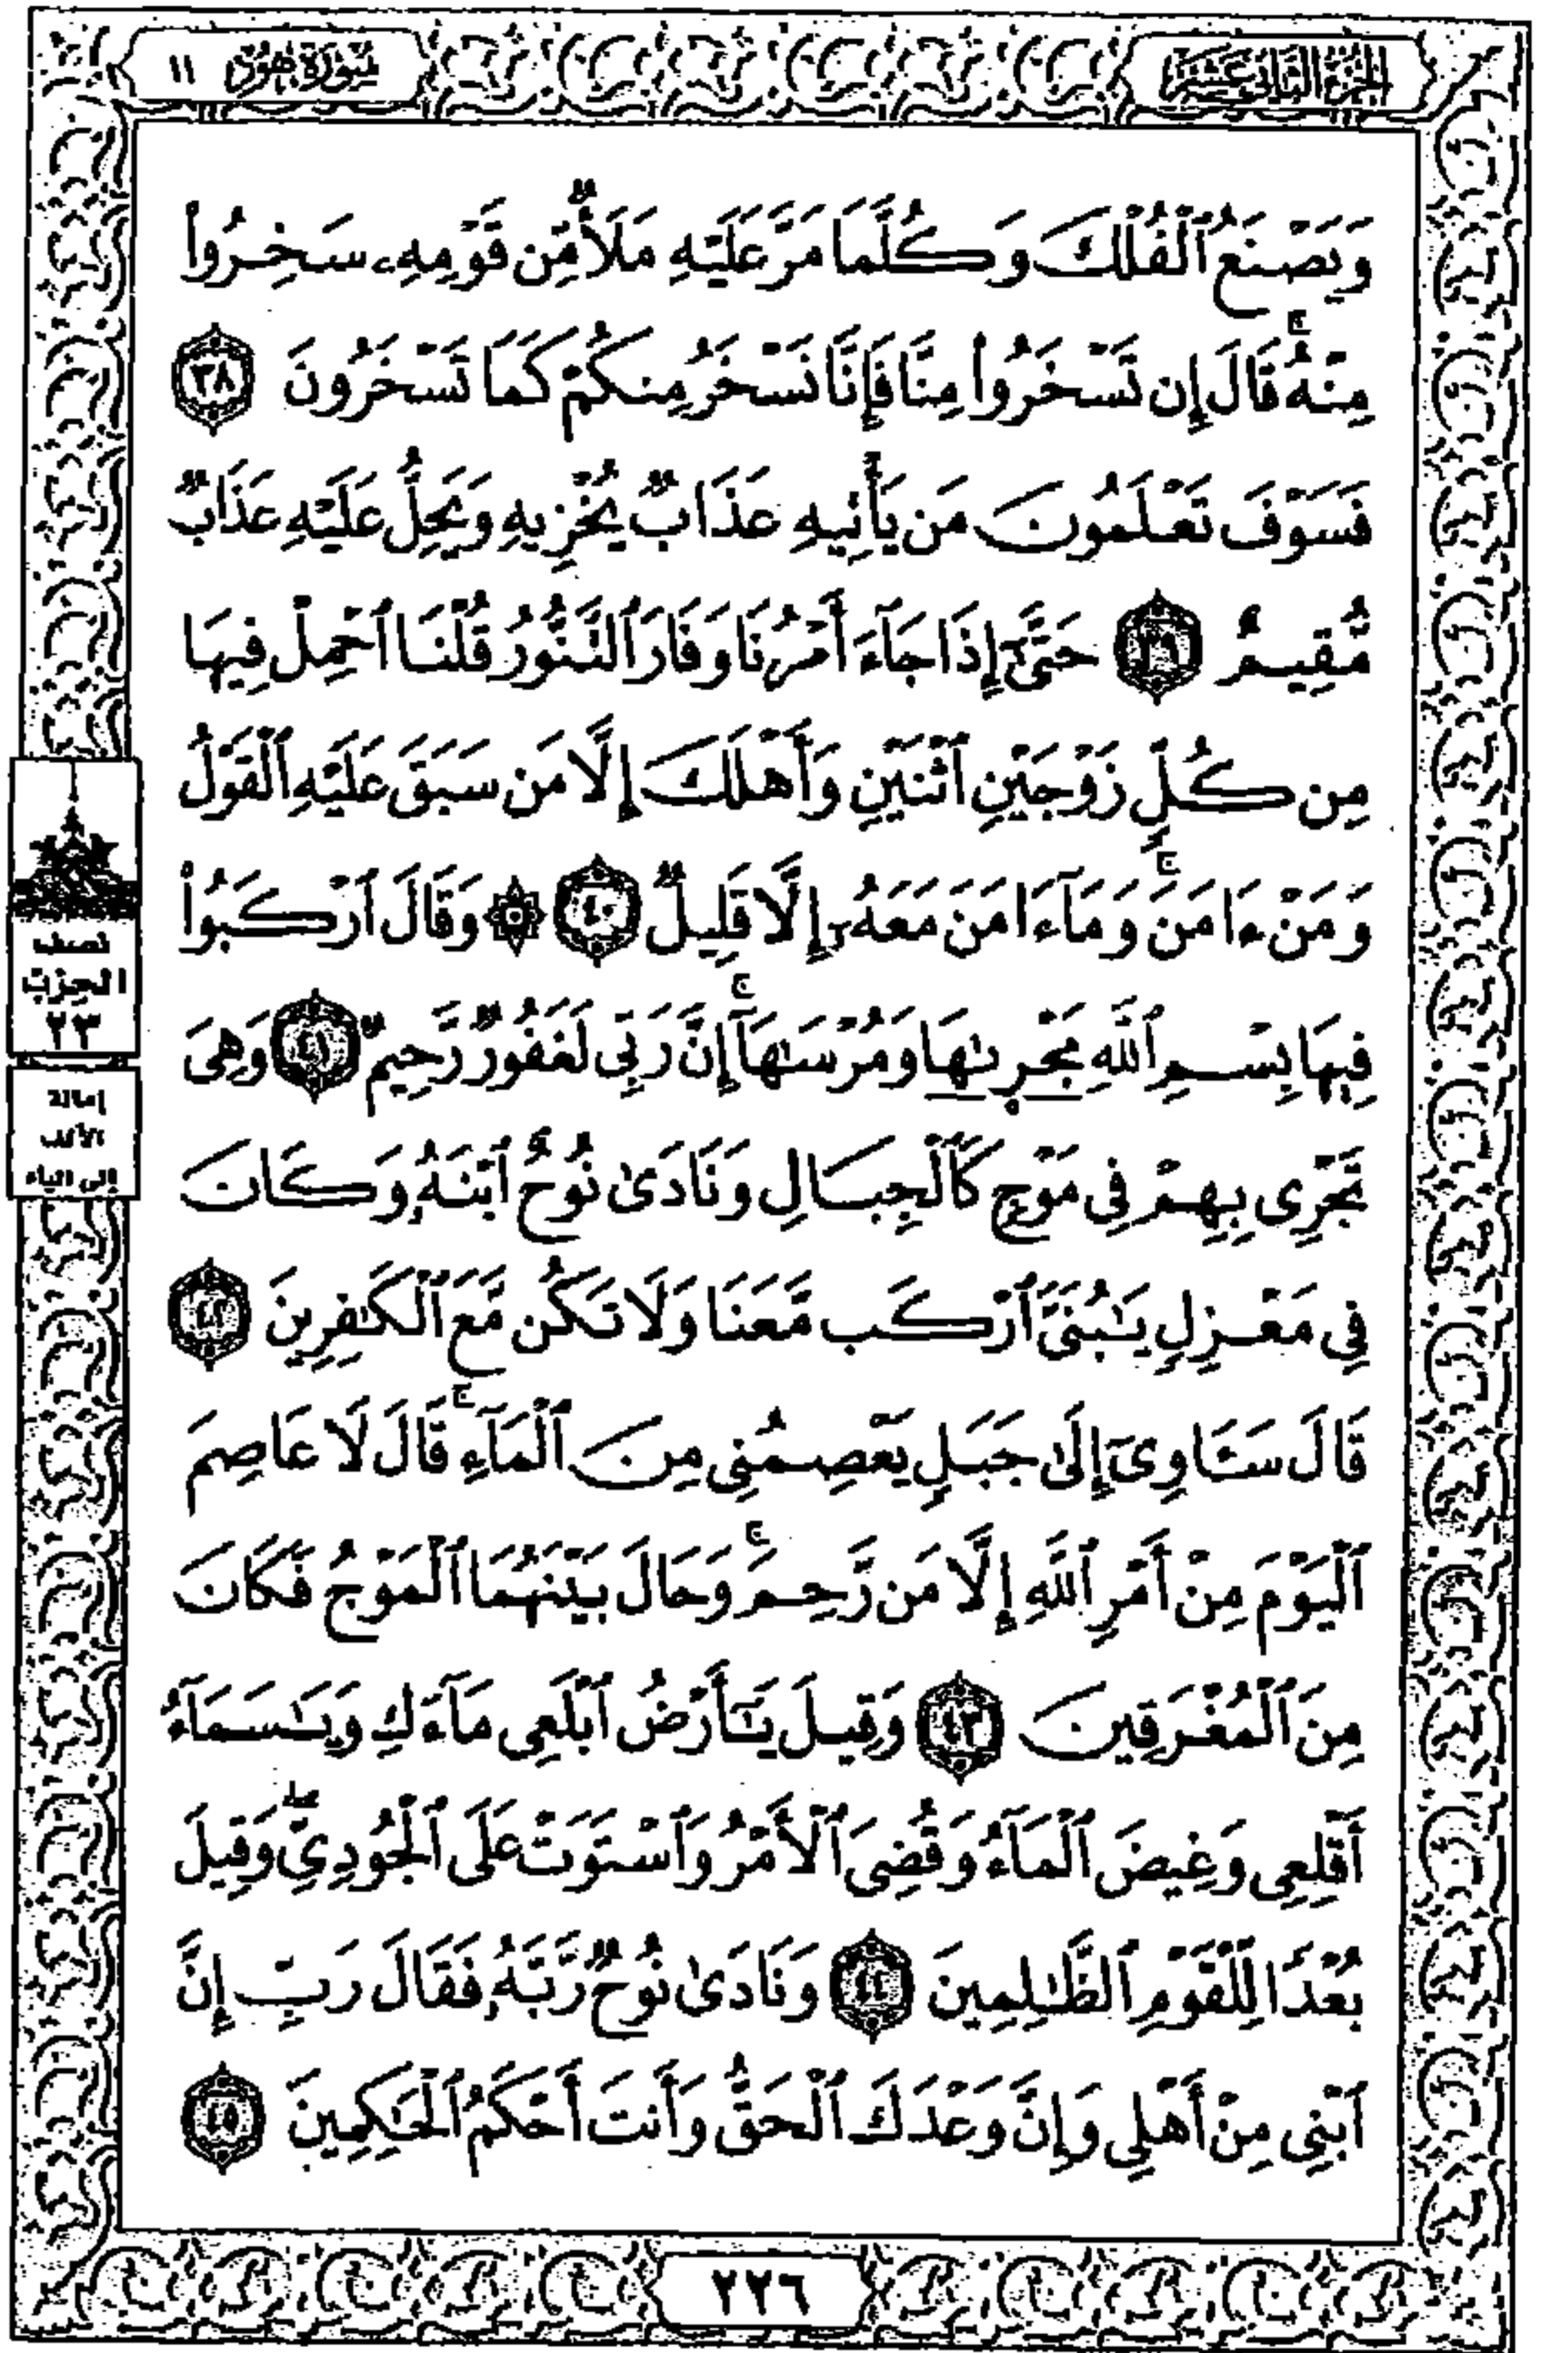 الجزء الثاني عشر
سورة هود ١١
وَيَصْنَعُ ٱلْفُلْكَ وَكُلَّمَا مَرَّ عَلَيْهِ مَلَأٌ مِّن قَوْمِهِۦ سَخِرُوا۟
مِنْهُ ۚ قَالَ إِن تَسْخَرُوا۟ مِنَّا فَإِنَّا نَسْخَرُ مِنكُمْ كَمَا تَسْخَرُونَ ٣٨
فَسَوْفَ تَعْلَمُونَ مَن يَأْتِيهِ عَذَابٌ يُخْزِيهِ وَيَحِلُّ عَلَيْهِ عَذَابٌ
مُّقِيمٌ ٣٩ حَتَّىٰٓ إِذَا جَآءَ أَمْرُنَا وَفَارَ ٱلتَّنُّورُ قُلْنَا ٱحْمِلْ فِيهَا
مِن كُلٍّ زَوْجَيْنِ ٱثْنَيْنِ وَأَهْلَكَ إِلَّا مَن سَبَقَ عَلَيْهِ ٱلْقَوْلُ
وَمَنْ ءَامَنَ ۚ وَمَآ ءَامَنَ مَعَهُۥٓ إِلَّا قَلِيلٌ ٤٠ ۞ وَقَالَ ٱرْكَبُوا۟
فِيهَا بِسْمِ ٱللَّهِ مَجْر۪ىٰهَا وَمُرْسَىٰهَآ ۚ إِنَّ رَبِّى لَغَفُورٌ رَّحِيمٌ ٤١ وَهِىَ
تَجْرِى بِهِمْ فِى مَوْجٍ كَٱلْجِبَالِ وَنَادَىٰ نُوحٌ ٱبْنَهُۥ وَكَانَ
فِى مَعْزِلٍ يَـٰبُنَىَّ ٱرْكَب مَّعَنَا وَلَا تَكُن مَّعَ ٱلْكَـٰفِرِينَ ٤٢
قَالَ سَـَٔاوِىٓ إِلَىٰ جَبَلٍ يَعْصِمُنِى مِنَ ٱلْمَآءِ ۚ قَالَ لَا عَاصِمَ
ٱلْيَوْمَ مِنْ أَمْرِ ٱللَّهِ إِلَّا مَن رَّحِمَ ۚ وَحَالَ بَيْنَهُمَا ٱلْمَوْجُ فَكَانَ
مِنَ ٱلْمُغْرَقِينَ ٤٣ وَقِيلَ يَـٰٓأَرْضُ ٱبْلَعِى مَآءَكِ وَيَـٰسَمَآءُ
أَقْلِعِى وَغِيضَ ٱلْمَآءُ وَقُضِىَ ٱلْأَمْرُ وَٱسْتَوَتْ عَلَى ٱلْجُودِىِّ ۖ وَقِيلَ
بُعْدًا لِّلْقَوْمِ ٱلظَّـٰلِمِينَ ٤٤ وَنَادَىٰ نُوحٌ رَّبَّهُۥ فَقَالَ رَبِّ إِنَّ
ٱبْنِى مِنْ أَهْلِى وَإِنَّ وَعْدَكَ ٱلْحَقُّ وَأَنتَ أَحْكَمُ ٱلْحَـٰكِمِينَ ٤٥
نصف
الحزب
٢٣
إمالة
الألف
إلى الياء
٢٢٦